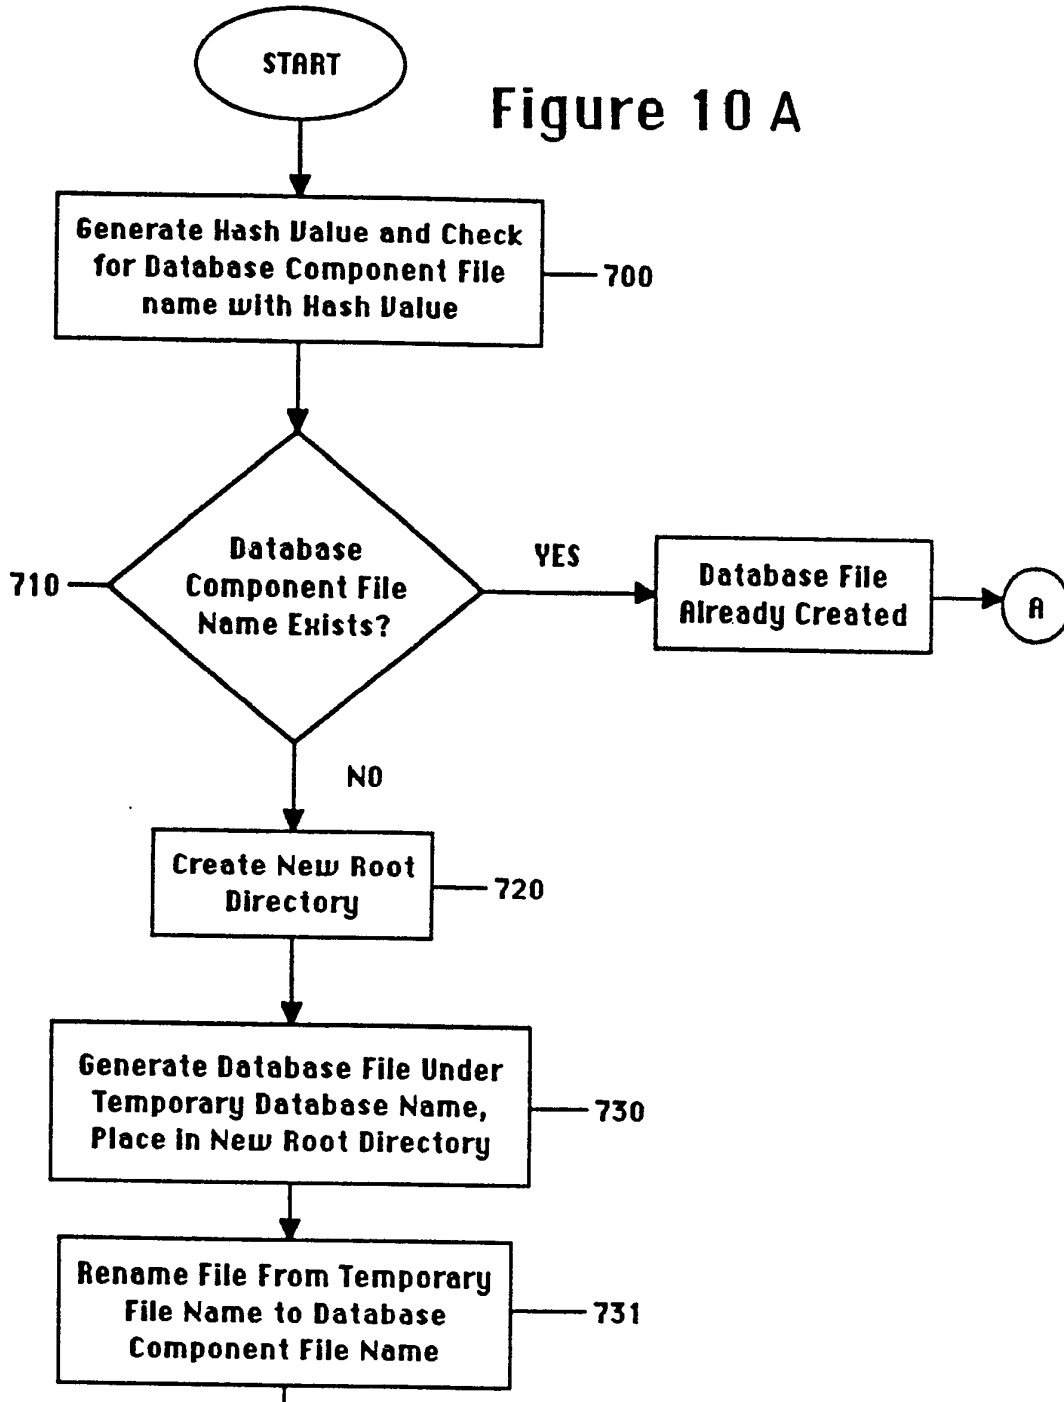 START
Figure 10 A
Generate Hash Value and Check
for Database Component File
name with Hash Value
700
Database
Component File
Name Exists?
710
YES
Database File
Already Created
A
NO
Create New Root
Directory
720
Generate Database File Under
Temporary Database Name,
Place in New Root Directory
730
Rename File From Temporary
File Name to Database
Component File Name
731